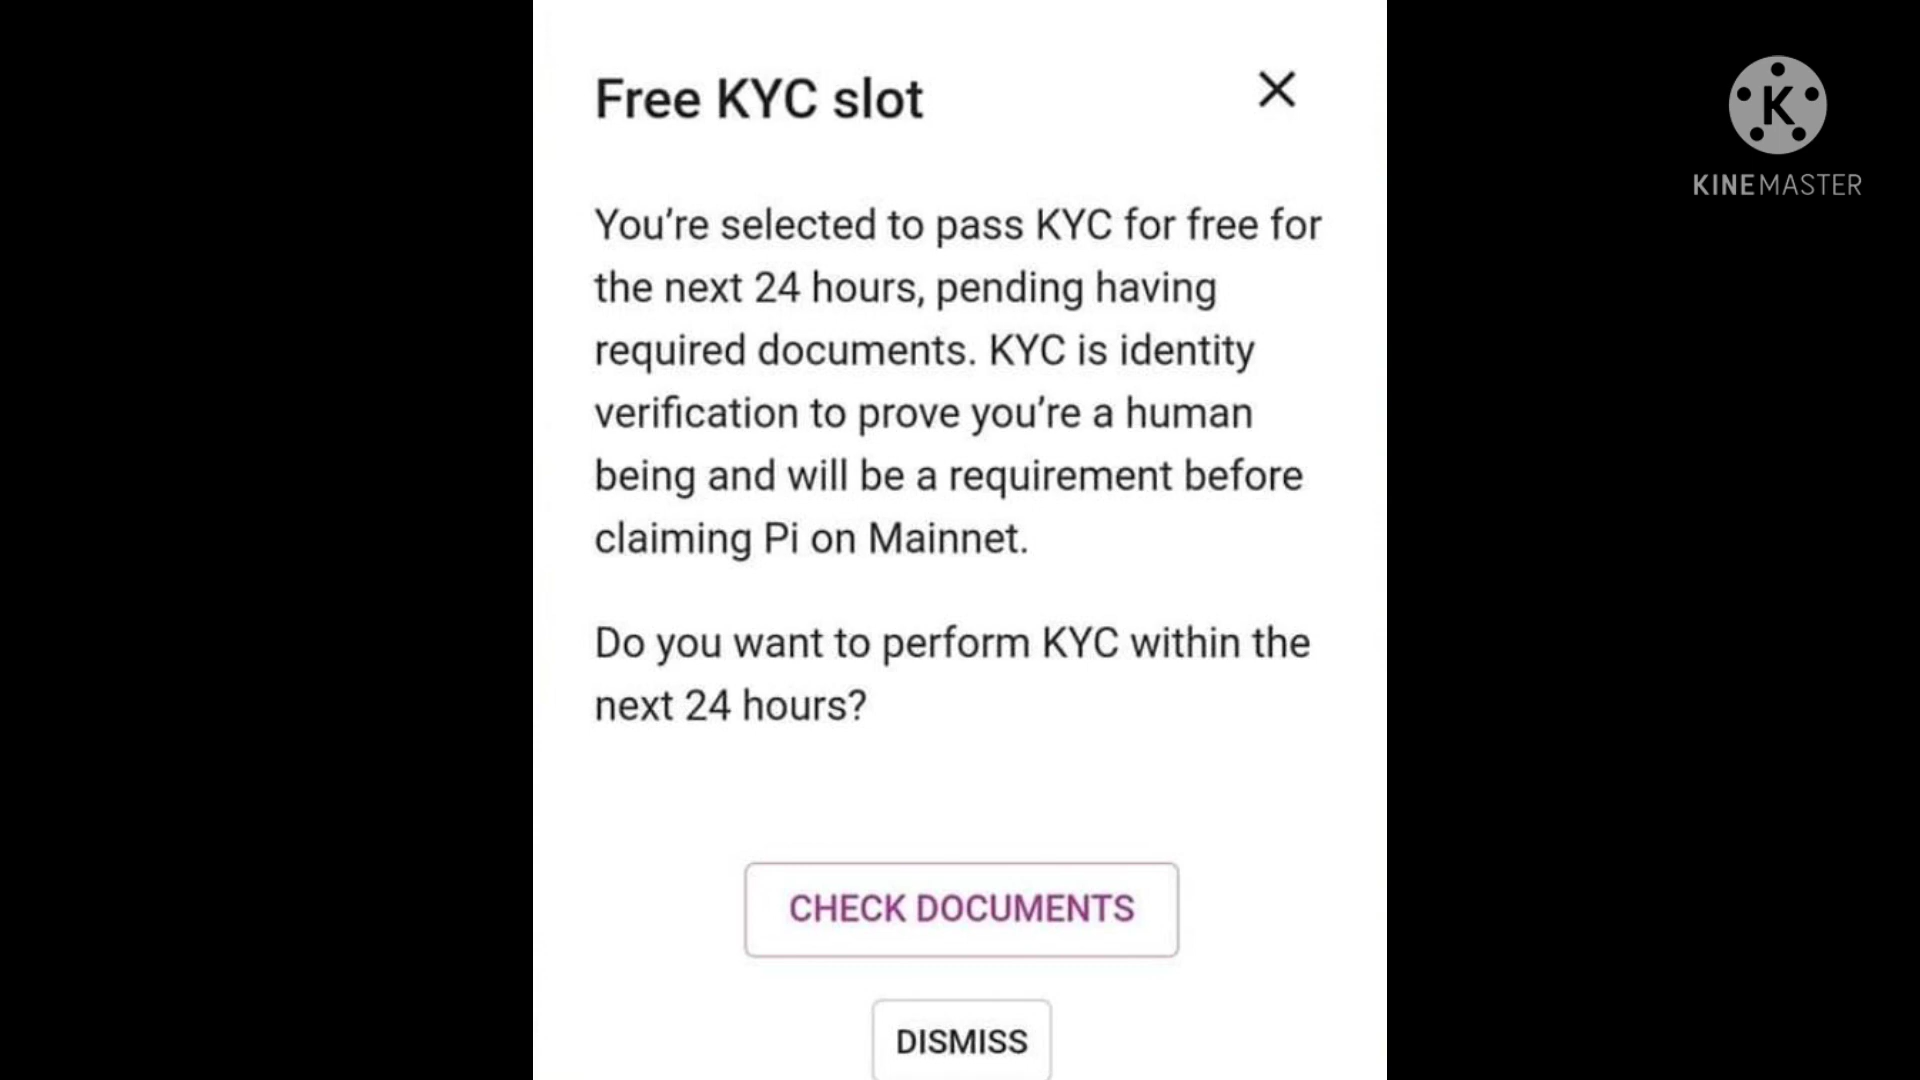 Free KYC slot
K
KINEMASTER
You’re selected to pass KYC for free for
the next 24 hours, pending having
required documents. KYC is identity
verification to prove you’re a human
being and will be a requirement before
claiming Pi on Mainnet.
Do you want to perform KYC within the
next 24 hours?
CHECK DOCUMENTS
DISMISS